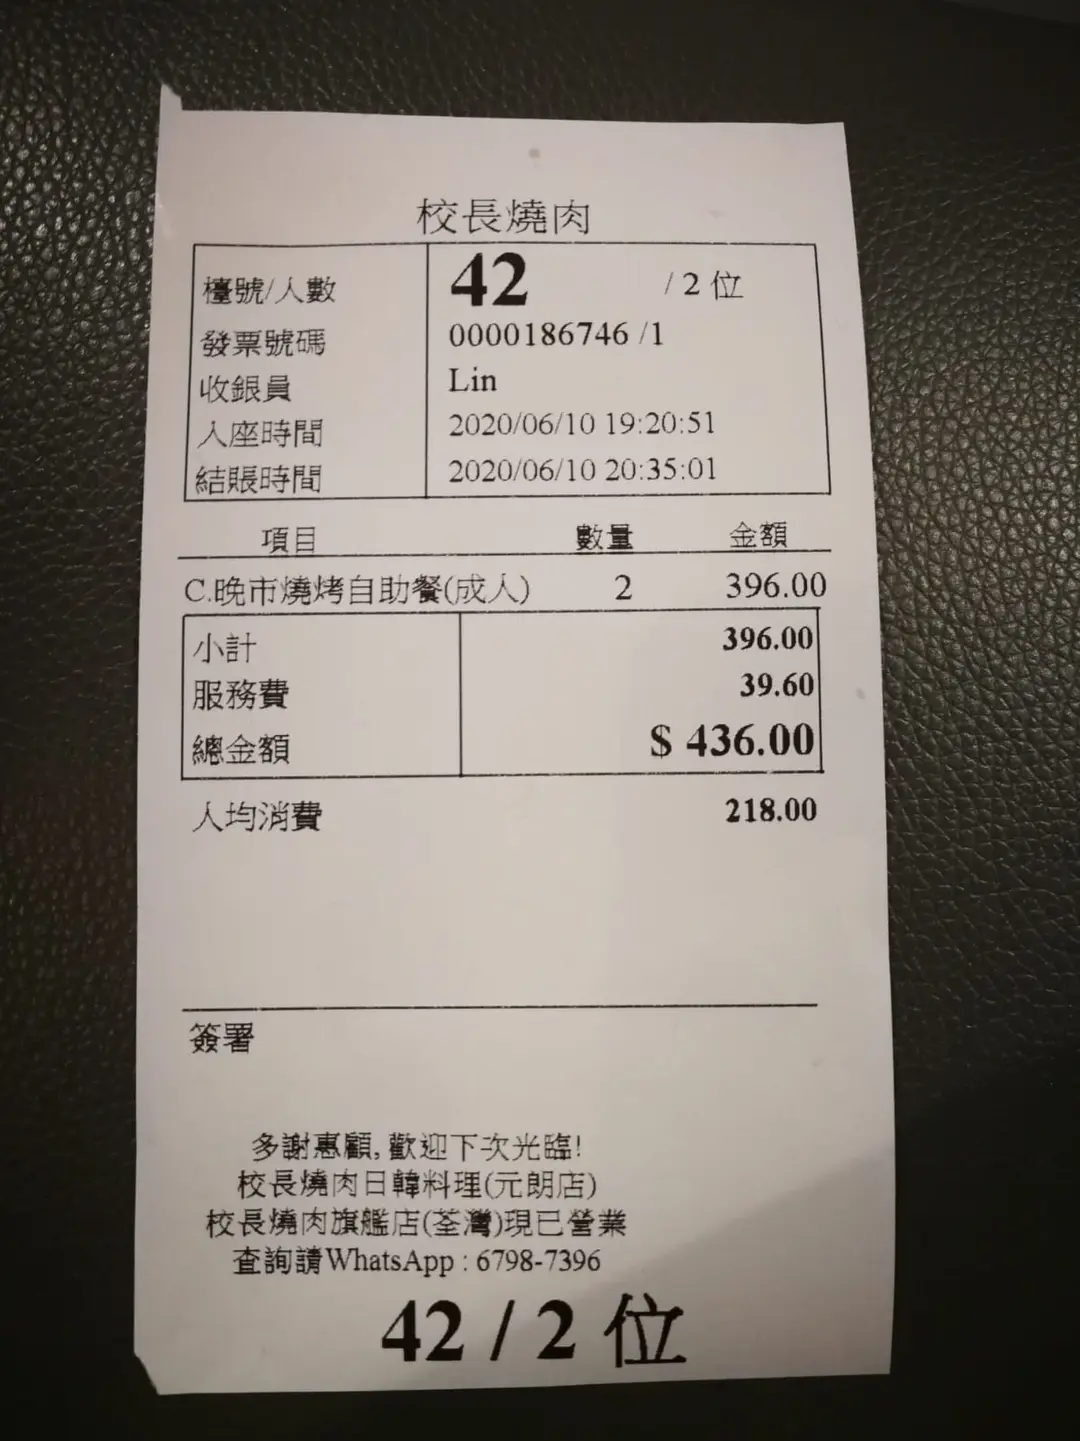 校長燒肉
檯號/人數 42 / 2 位
發票號碼 0000186746 /1
收銀員 Lin
入座時間 2020/06/10 19:20:51
結賬時間 2020/06/10 20:35:01
項目 數量 金額
C.晚市燒烤自助餐(成人) 2 396.00
小計 396.00
服務費 39.60
總金額 $ 436.00
人均消費 218.00
簽署
多謝惠顧, 歡迎下次光臨!
校長燒肉日韓料理(元朗店)
校長燒肉旗艦店(荃灣)現已營業
查詢請WhatsApp : 6798-7396
42 / 2 位